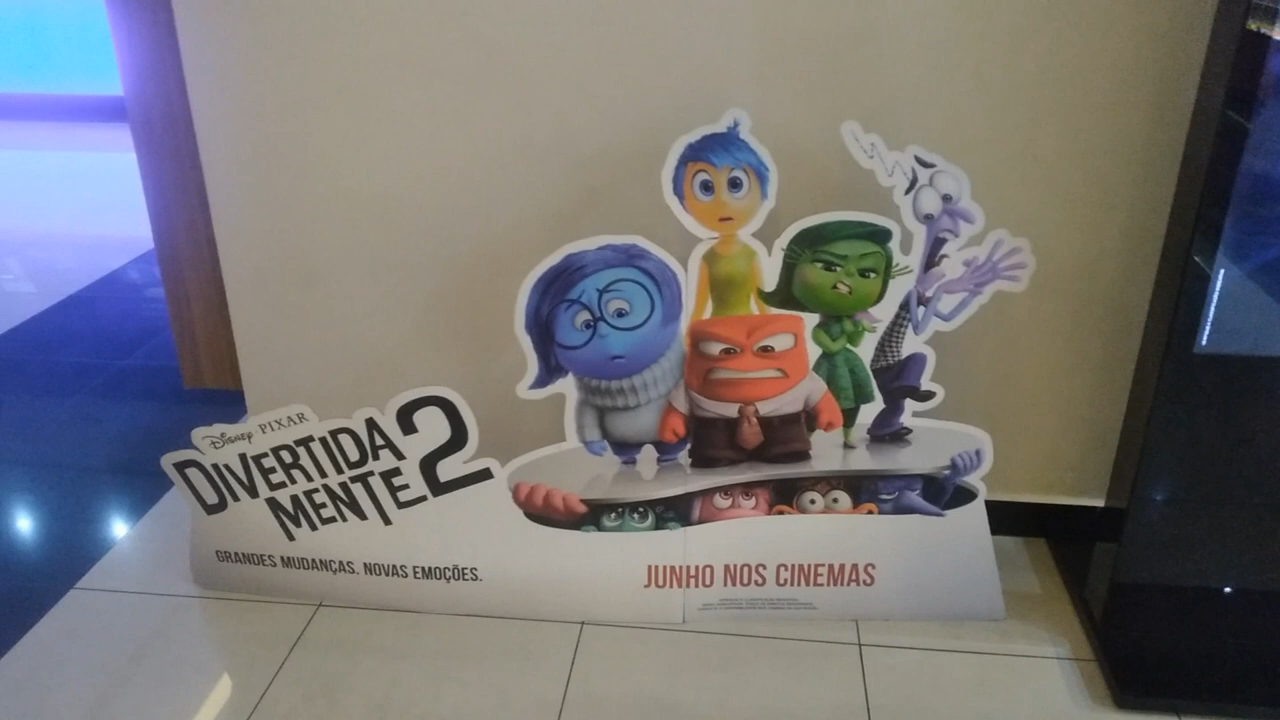 Disney PIXAR
DIVERTIDA
MENTE 2
GRANDES MUDANÇAS. NOVAS EMOÇÕES.
JUNHO NOS CINEMAS